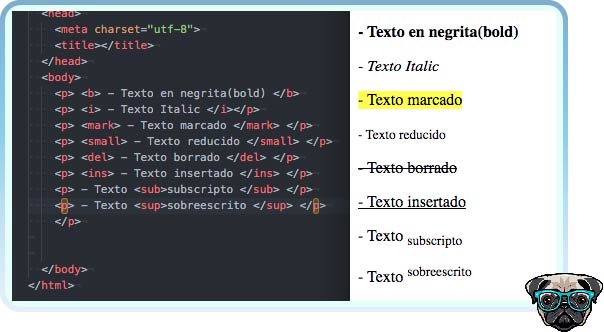 <head>
<meta charset="utf-8">
<title></title>
</head>
<body>
<p> <b> - Texto en negrita(bold) </b>
<p> <i> - Texto Italic </i></p>
<p> <mark> - Texto marcado </mark> </p>
<p> <small> - Texto reducido </small> </p>
<p> <del> - Texto borrado </del> </p>
<p> <ins> - Texto insertado </ins> </p>
<p> - Texto <sub>subscripto </sub> </p>
<p> - Texto <sup>sobreescrito </sup> </p>
</p>
</body>
</html>
- Texto en negrita(bold)
- Texto Italic
- Texto marcado
- Texto reducido
- Texto borrado
- Texto insertado
- Texto subscripto
- Texto sobreescrito